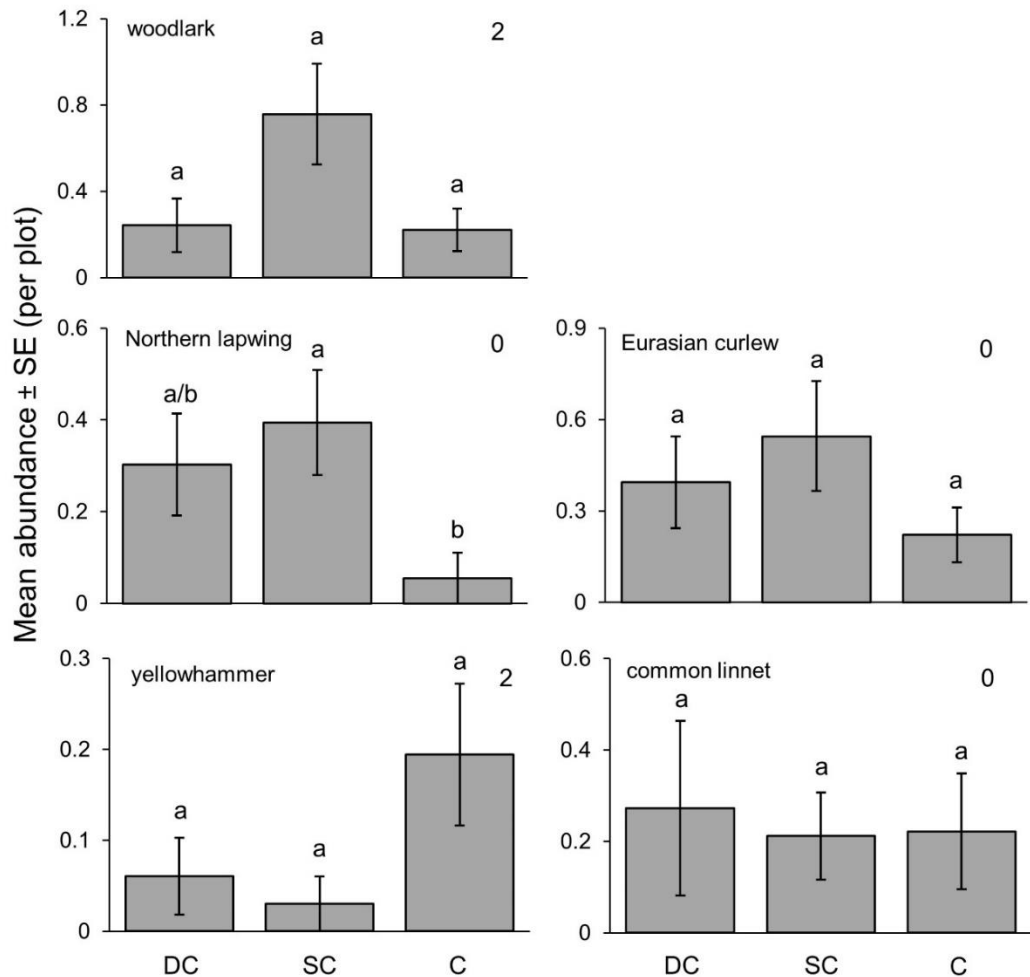 Mean abundance ± SE (per plot)
woodlark 2
1.2
0.8
0.4
0
a a a
Northern lapwing 0
0.6
0.4
0.2
0
a/b a b
Eurasian curlew 0
0.9
0.6
0.3
0
a a a
yellowhammer 2
0.3
0.2
0.1
0
a a a
DC SC C
common linnet 0
0.6
0.4
0.2
0
a a a
DC SC C